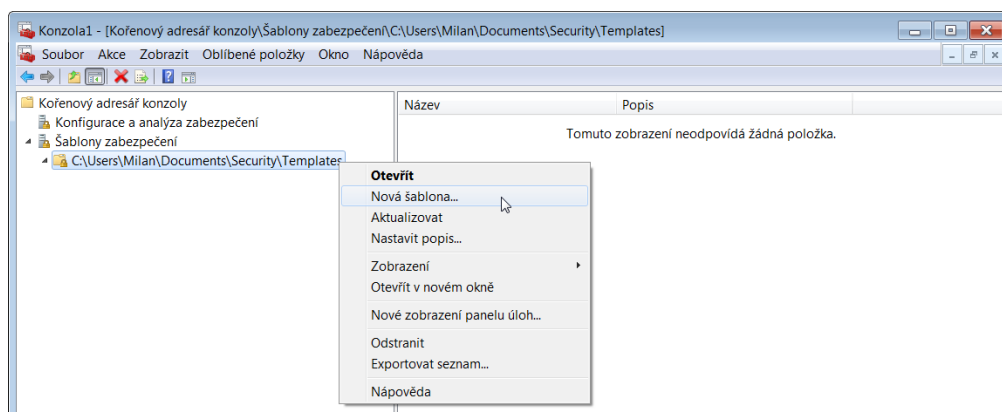 Konzola1 - [Kořenový adresář konzoly\Šablony zabezpečení\C:\Users\Milan\Documents\Security\Templates]
Soubor Akce Zobrazit Oblíbené položky Okno Nápověda
Kořenový adresář konzoly
Konfigurace a analýza zabezpečení
Šablony zabezpečení
C:\Users\Milan\Documents\Security\Templates
Název Popis
Tomuto zobrazení neodpovídá žádná položka.
Otevřít
Nová šablona...
Aktualizovat
Nastavit popis...
Zobrazení
Otevřít v novém okně
Nové zobrazení panelu úloh...
Odstranit
Exportovat seznam...
Nápověda